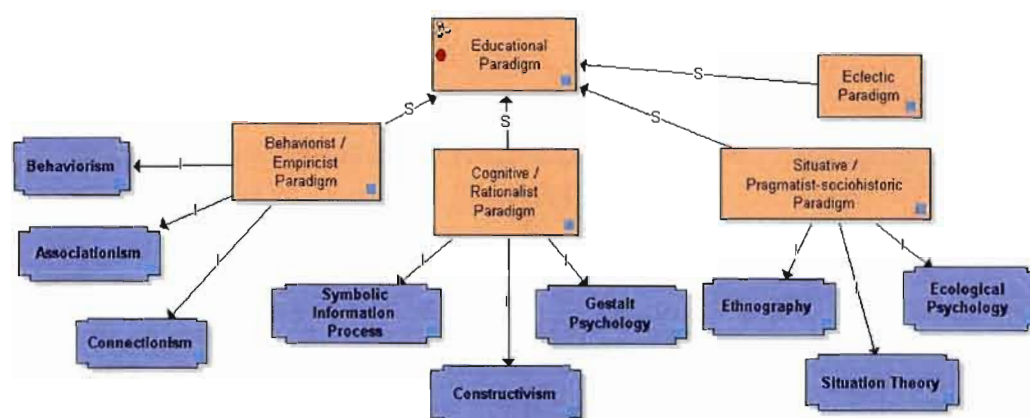 Educational
Paradigm
S
Eclectic
Paradigm
S
S
S
Behaviorist /
Empiricist
Paradigm
Cognitive /
Rationalist
Paradigm
Situative /
Pragmatist-sociohistoric
Paradigm
I
Behaviorism
I
Associationism
I
Connectionism
I
Symbolic
Information
Process
I
Constructivism
I
Gestalt
Psychology
I
Ethnography
I
Situation Theory
I
Ecological
Psychology